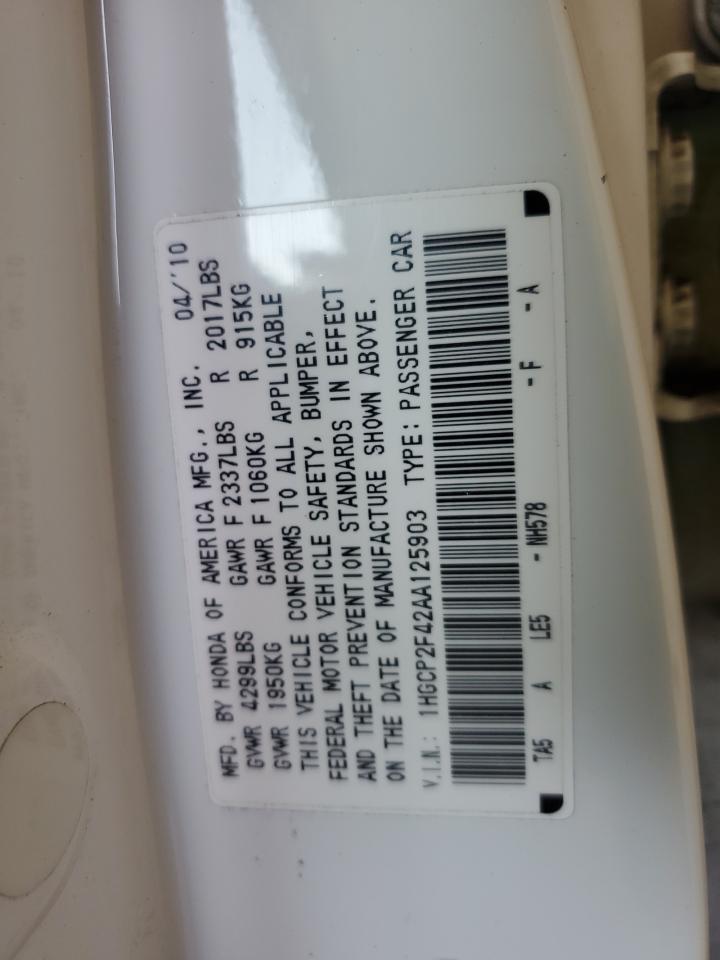 MFD. BY HONDA OF AMERICA MFG., INC. 04/'10
GVWR 4299LBS GAWR F 2337LBS R 2017LBS
GVWR 1950KG GAWR F 1060KG R 915KG
THIS VEHICLE CONFORMS TO ALL APPLICABLE
FEDERAL MOTOR VEHICLE SAFETY, BUMPER,
AND THEFT PREVENTION STANDARDS IN EFFECT
ON THE DATE OF MANUFACTURE SHOWN ABOVE.
V.I.N.: 1HGCP2F42AA125903 TYPE: PASSENGER CAR
TA5 A LE5 - NH578 - F - A